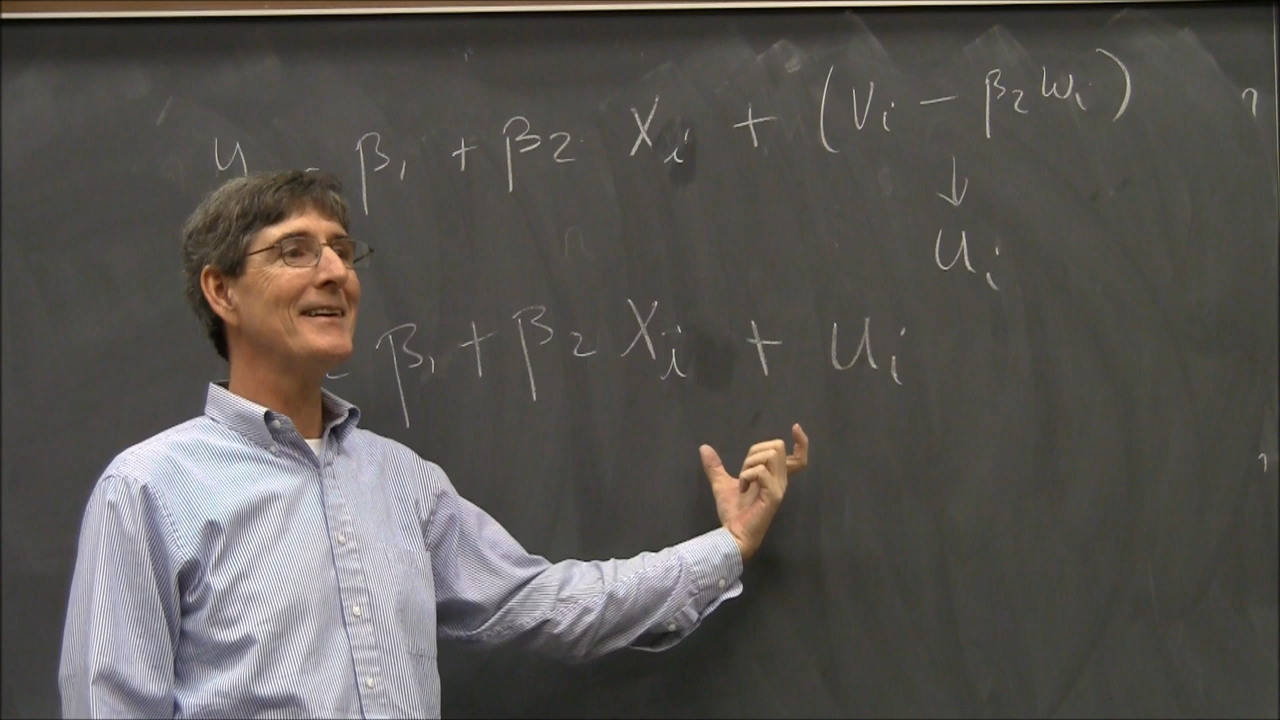 y = β₁ + β₂ Xᵢ + (Vᵢ − β₂wᵢ)
↓
uᵢ
= β₁ + β₂ Xᵢ + uᵢ